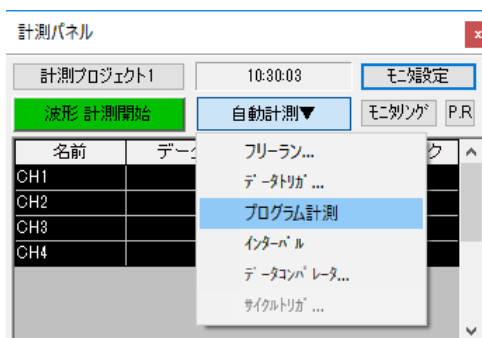 計測パネル
x
計測プロジェクト1 10:30:03 モニタ設定
波形 計測開始 自動計測▼ モニタリング P.R
名前 デー ク
CH1
CH2
CH3
CH4
フリーラン...
データトリガ...
プログラム計測
インターバル
データコンパレータ...
サイクルトリガ...